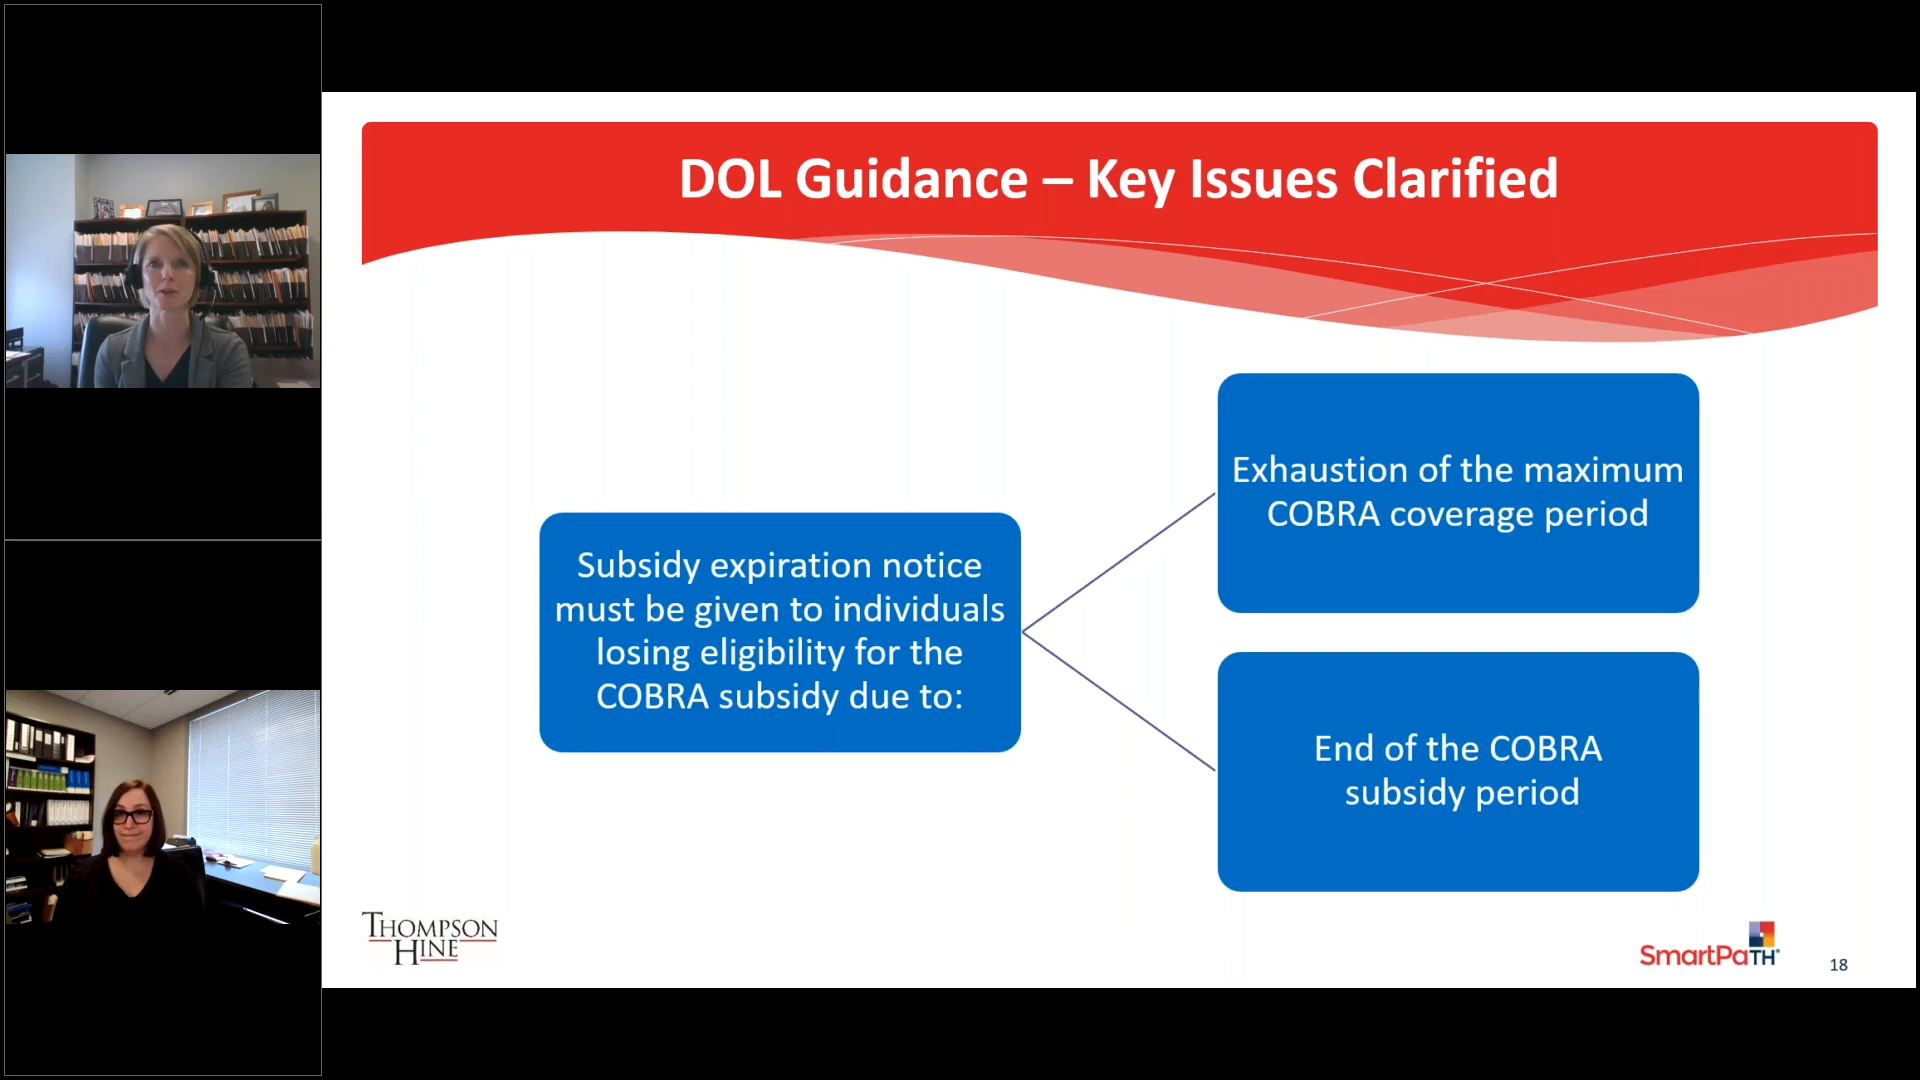 DOL Guidance – Key Issues Clarified
Subsidy expiration notice
must be given to individuals
losing eligibility for the
COBRA subsidy due to:
Exhaustion of the maximum
COBRA coverage period
End of the COBRA
subsidy period
THOMPSON
HINE
SmartPaTH
18